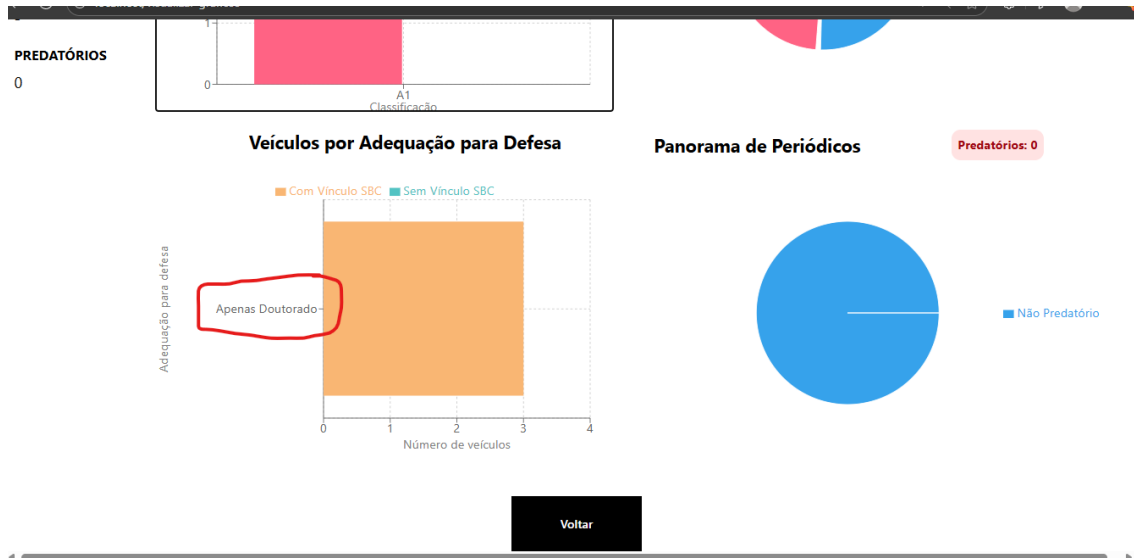 PREDATÓRIOS
0
1
0
A1
Classificação
Veículos por Adequação para Defesa
Com Vínculo SBC
Sem Vínculo SBC
Adequação para defesa
Apenas Doutorado
0 1 2 3 4
Número de veículos
Panorama de Periódicos
Predatórios: 0
Não Predatório
Voltar